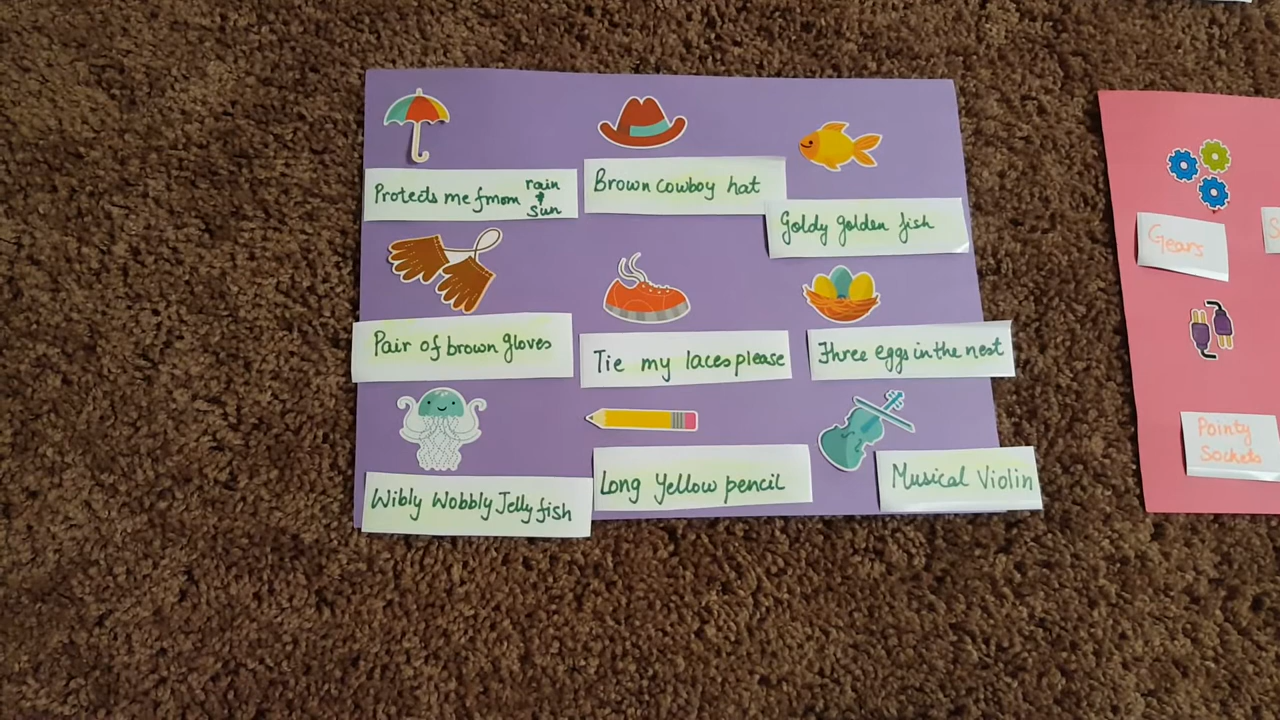 Protects me fmom rain & sun
Brown cowboy hat
Goldy golden fish
Pair of brown gloves
Tie my laces please
Three eggs in the nest
Wibly Wobbly Jelly fish
Long Yellow pencil
Musical Violin
Gears
S
Pointy
Sockets